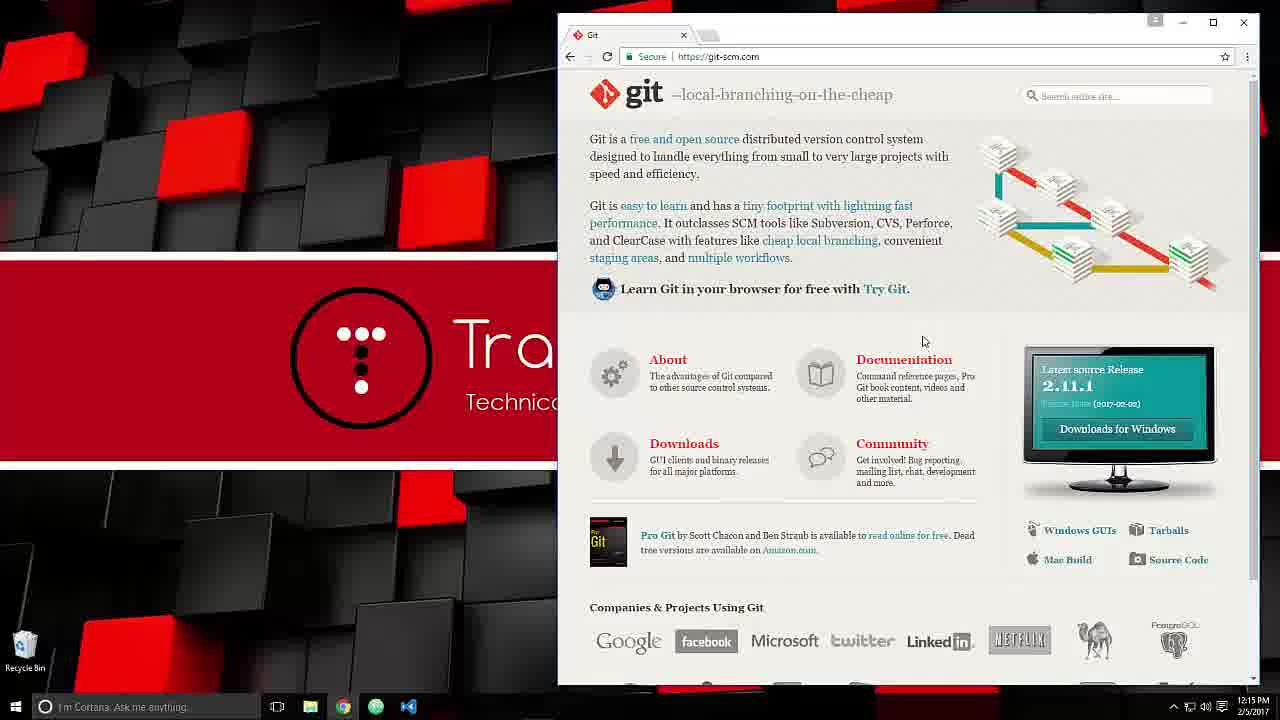 Git
Secure https://git-scm.com
git --local-branching-on-the-cheap
Search entire site...
Git is a free and open source distributed version control system
designed to handle everything from small to very large projects with
speed and efficiency.
Git is easy to learn and has a tiny footprint with lightning fast
performance. It outclasses SCM tools like Subversion, CVS, Perforce,
and ClearCase with features like cheap local branching, convenient
staging areas, and multiple workflows.
Learn Git in your browser for free with Try Git.
Tra
Technica
About
The advantages of Git compared
to other source control systems.
Documentation
Command reference pages, Pro
Git book content, videos and
other material.
Downloads
GUI clients and binary releases
for all major platforms.
Community
Get involved! Bug reporting,
mailing list, chat, development
and more.
Latest source Release
2.11.1
(2017-02-02)
Downloads for Windows
Windows GUIs
Tarballs
Mac Build
Source Code
Pro Git
Pro Git by Scott Chacon and Ben Straub is available to read online for free. Dead
tree versions are available on Amazon.com.
Companies & Projects Using Git
Google facebook Microsoft twitter Linked in NETFLIX PostgreSQL
Recycle Bin
I'm Cortana. Ask me anything.
12:15 PM
2/5/2017